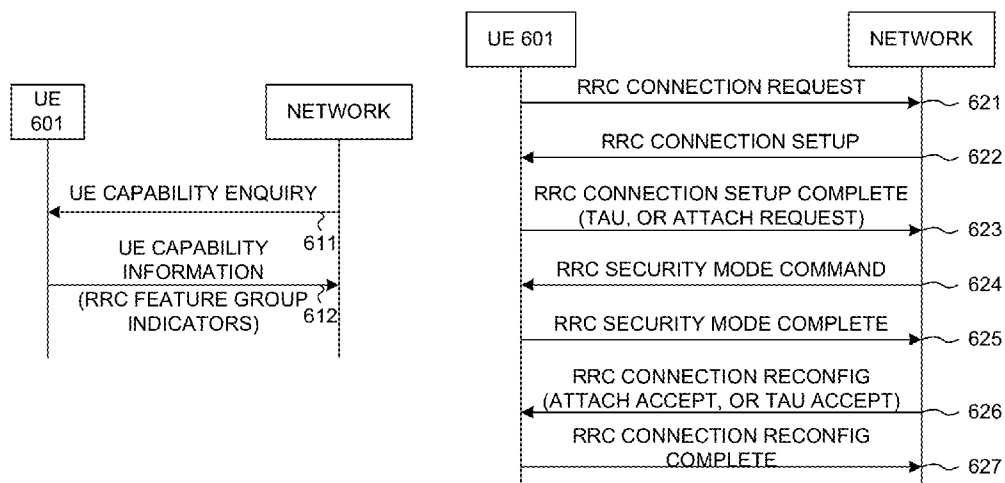 UE
601
NETWORK
UE CAPABILITY ENQUIRY
611
UE CAPABILITY
INFORMATION
(RRC FEATURE GROUP
INDICATORS)
612
UE 601
NETWORK
RRC CONNECTION REQUEST
621
RRC CONNECTION SETUP
622
RRC CONNECTION SETUP COMPLETE
(TAU, OR ATTACH REQUEST)
623
RRC SECURITY MODE COMMAND
624
RRC SECURITY MODE COMPLETE
625
RRC CONNECTION RECONFIG
(ATTACH ACCEPT, OR TAU ACCEPT)
626
RRC CONNECTION RECONFIG
COMPLETE
627